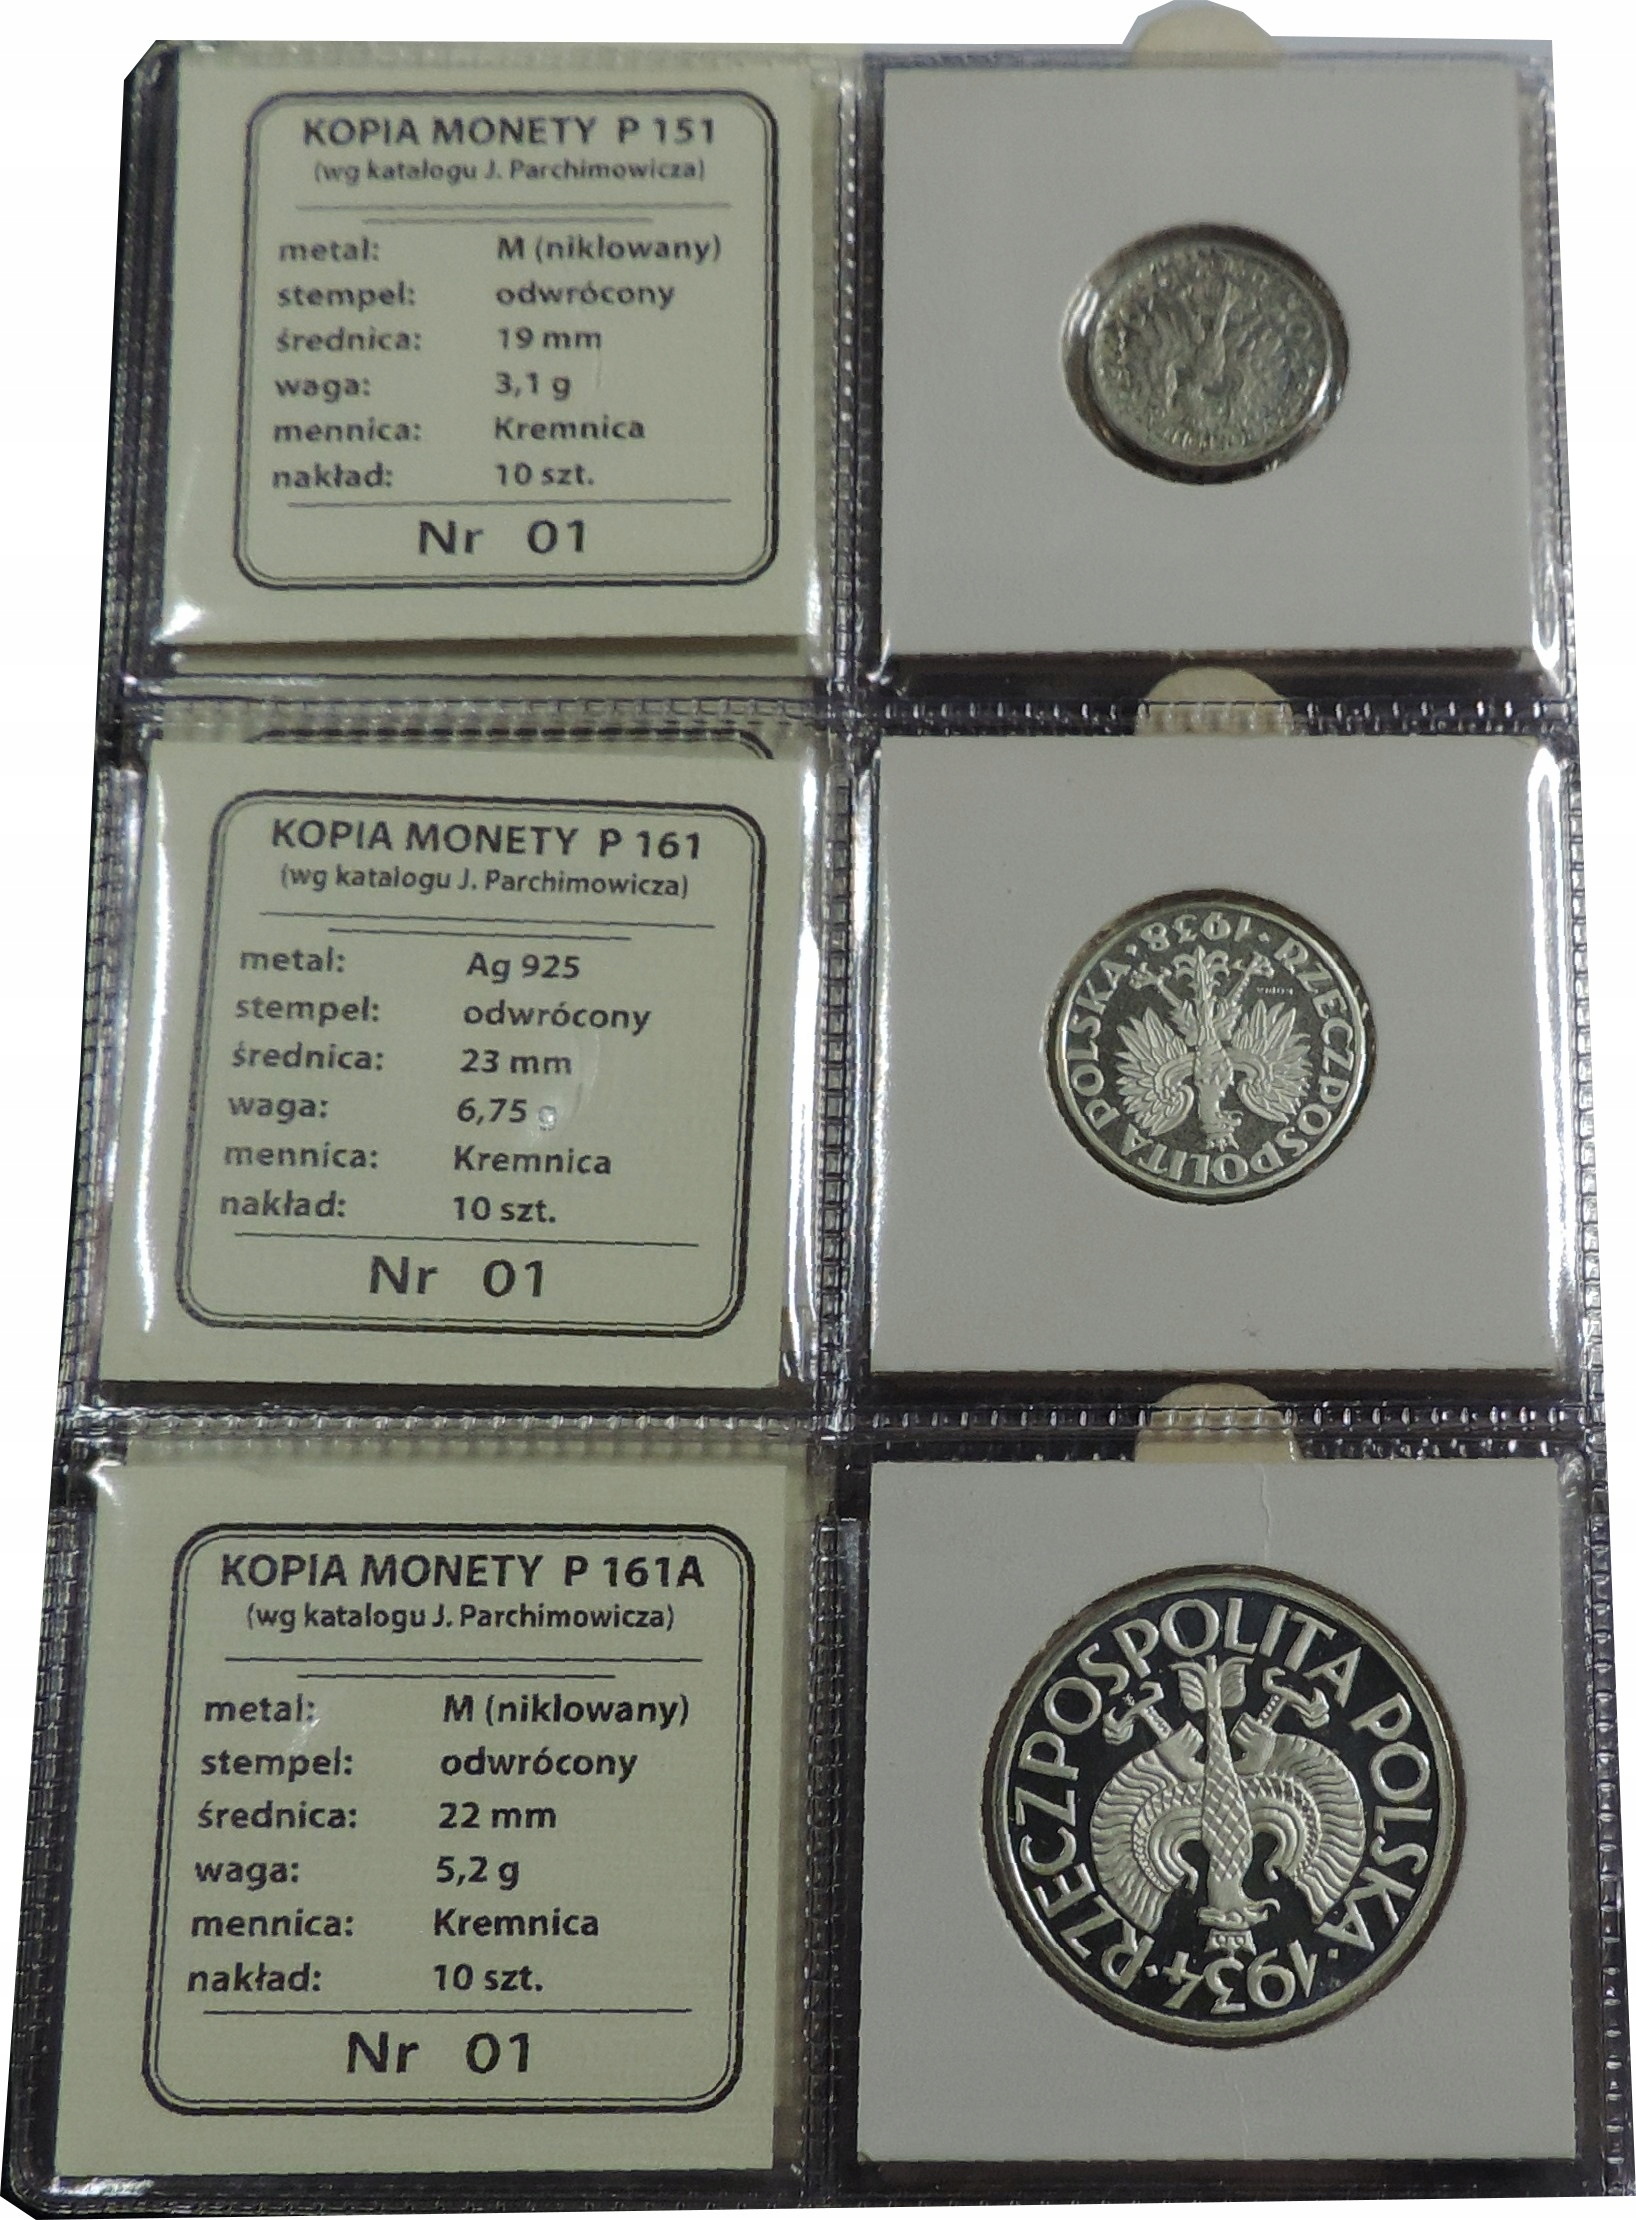 KOPIA MONETY P 151
(wg katalogu J. Parchimowicza)
metal: M (niklowany)
stempel: odwrócony
średnica: 19 mm
waga: 3,1 g
mennica: Kremnica
nakład: 10 szt.
Nr 01
KOPIA MONETY P 161
(wg katalogu J. Parchimowicza)
metal: Ag 925
stempel: odwrócony
średnica: 23 mm
waga: 6,75 g
mennica: Kremnica
nakład: 10 szt.
Nr 01
RZECZPOSPOLITA POLSKA · 1938 ·
KOPIA
KOPIA MONETY P 161A
(wg katalogu J. Parchimowicza)
metal: M (niklowany)
stempel: odwrócony
średnica: 22 mm
waga: 5,2 g
mennica: Kremnica
nakład: 10 szt.
Nr 01
RZECZPOSPOLITA POLSKA · 1934 ·